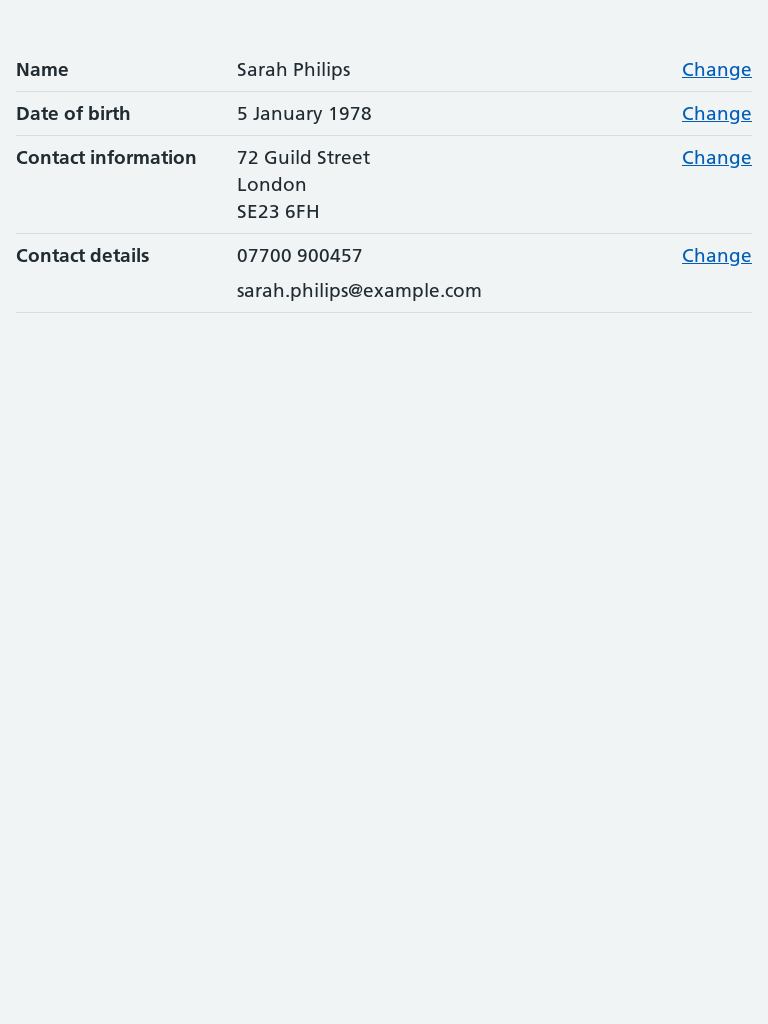 Name Sarah Philips Change
Date of birth 5 January 1978 Change
Contact information 72 Guild Street Change
London
SE23 6FH
Contact details 07700 900457 Change
sarah.philips@example.com